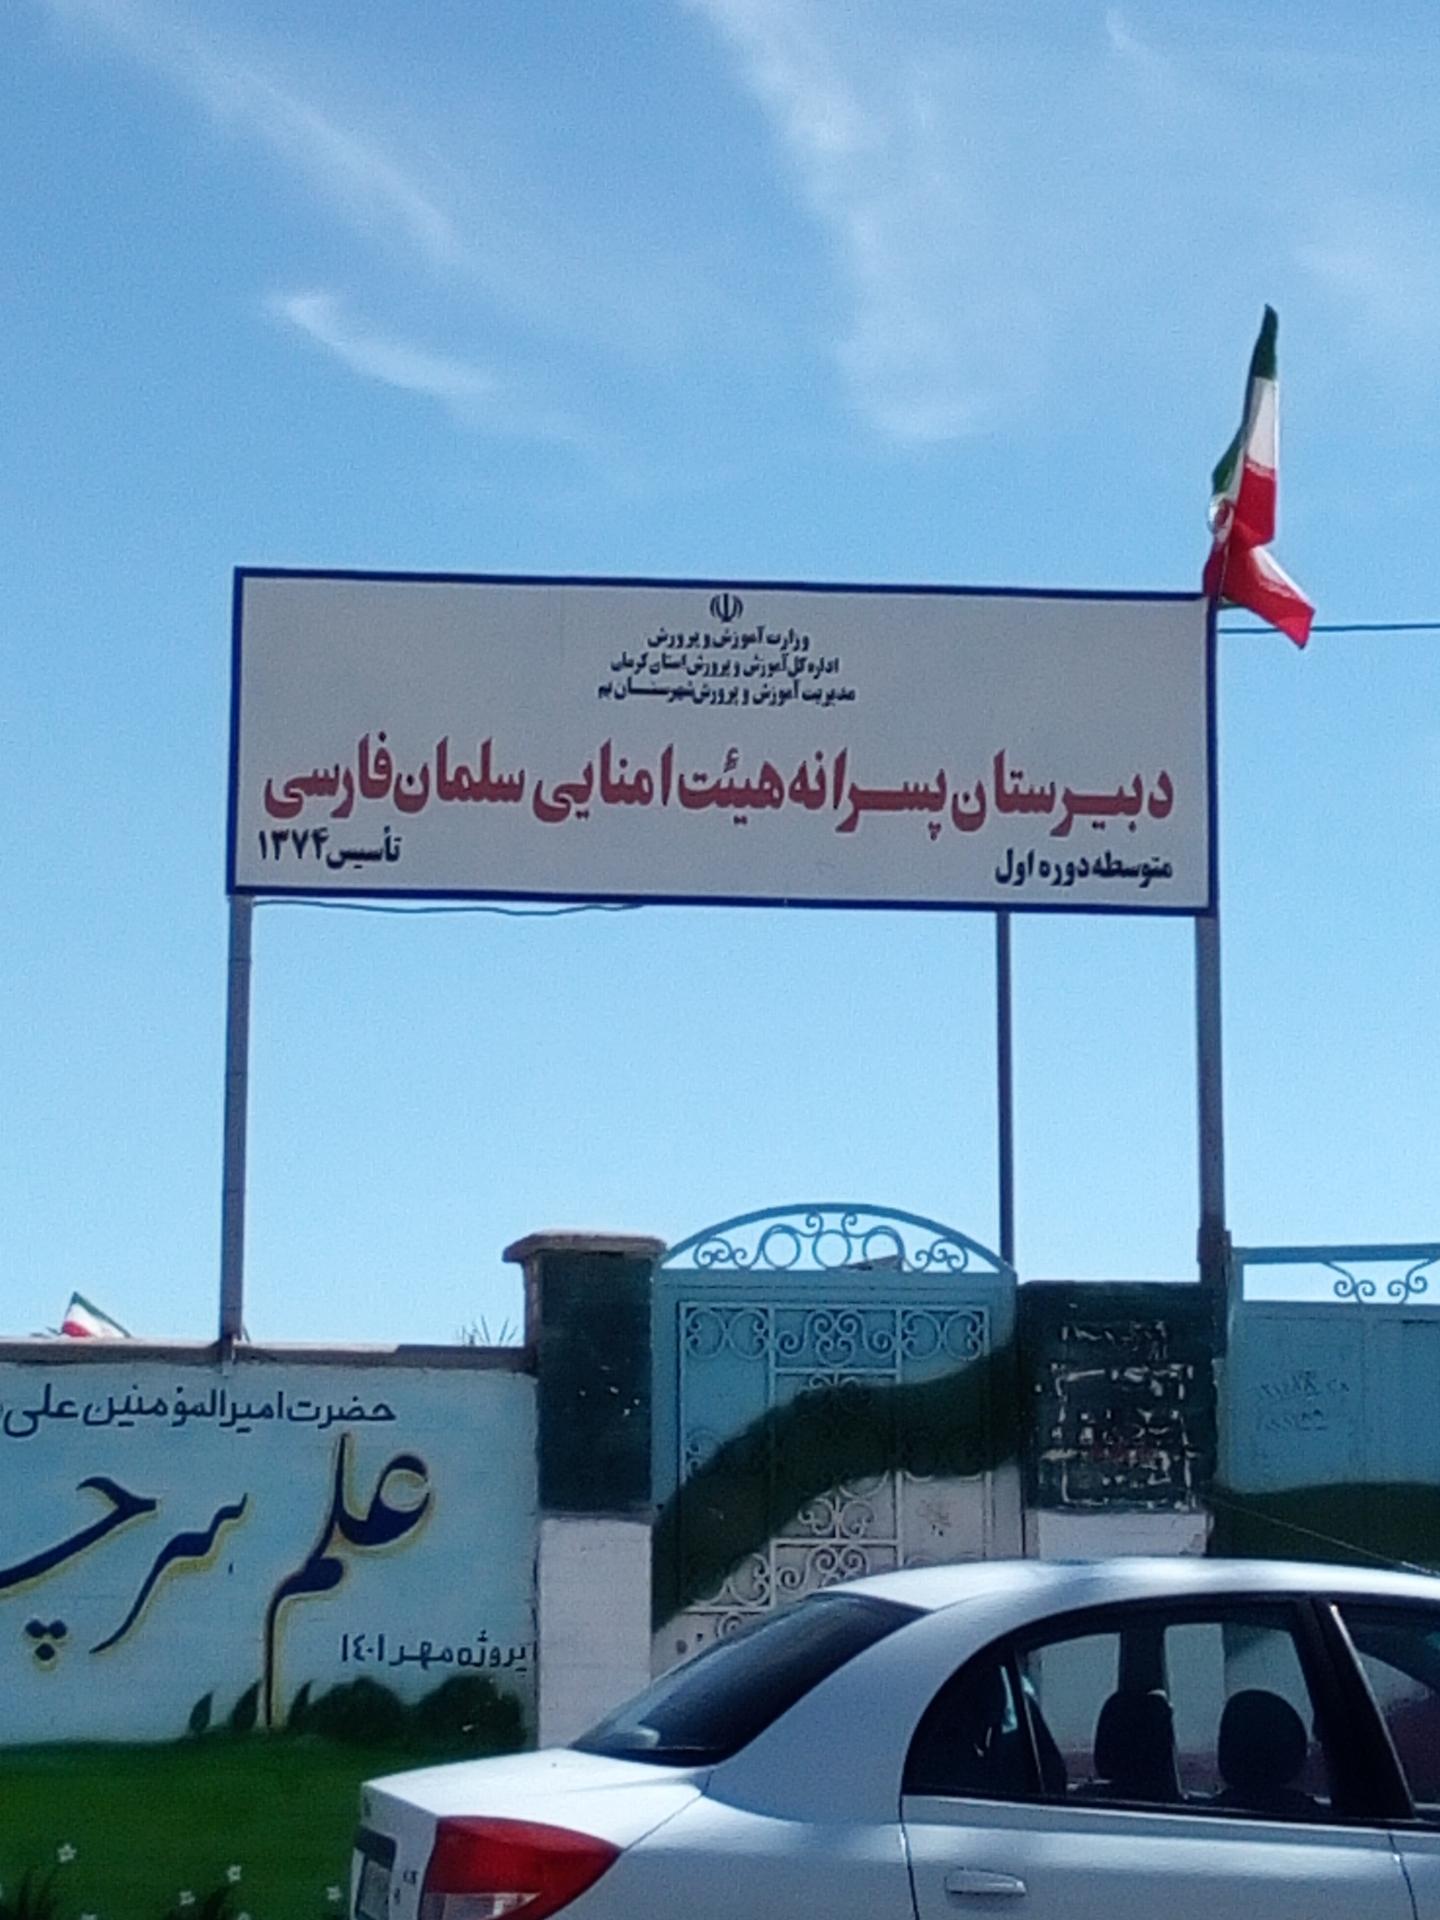 وزارت آموزش و پرورش
اداره کل آموزش و پرورش استان کرمان
مدیریت آموزش و پرورش شهرستان بم
دبیرستان پسرانه هیئت امنایی سلمان فارسی
متوسطه دوره اول
تأسیس ۱۳۷۴
حضرت امیرالمؤمنین علی
علم سرچ
پروژه مهر ۱۴۰۱